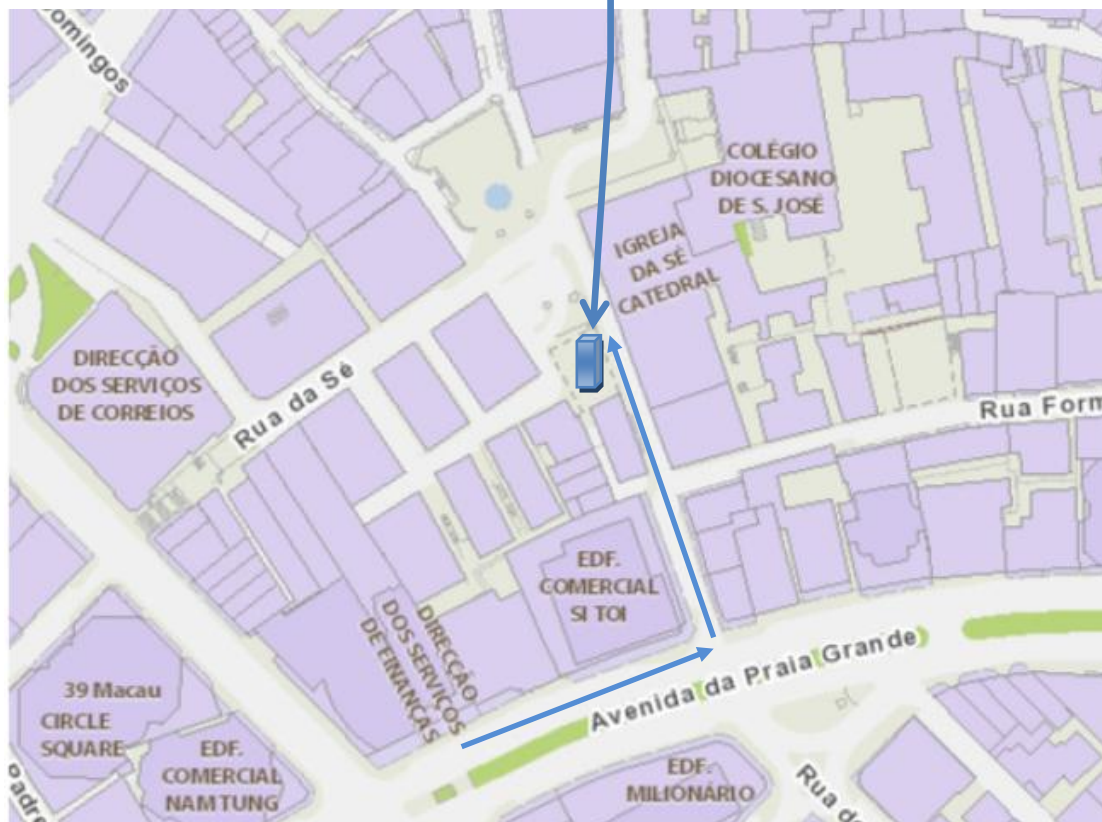 omingos
COLÉGIO
DIOCESANO
DE S. JOSÉ
IGREJA
DA SÉ
CATEDRAL
DIRECÇÃO
DOS SERVIÇOS
DE CORREIOS
Rua da Sé
Rua Form
EDF.
COMERCIAL
SI TOI
DIRECÇÃO
DOS SERVIÇOS
DE FINANÇAS
Avenida da Praia Grande
39 Macau
CIRCLE
SQUARE
EDF.
COMERCIAL
NAM TUNG
EDF.
MILIONÁRIO
Padre
Rua do